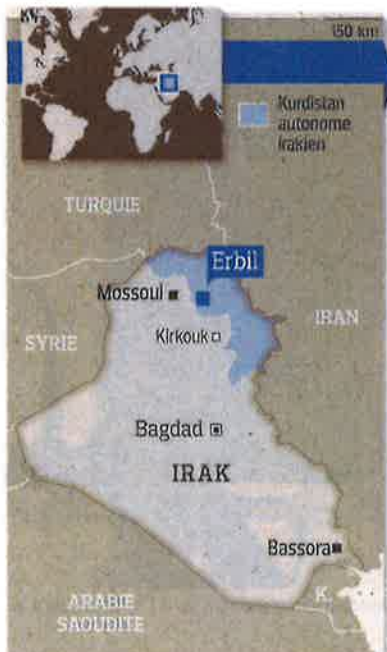 150 km
Kurdistan
autonome
irakien
TURQUIE
Erbil
Mossoul
IRAN
SYRIE
Kirkouk
Bagdad
IRAK
Bassora
K.
ARABIE
SAOUDITE